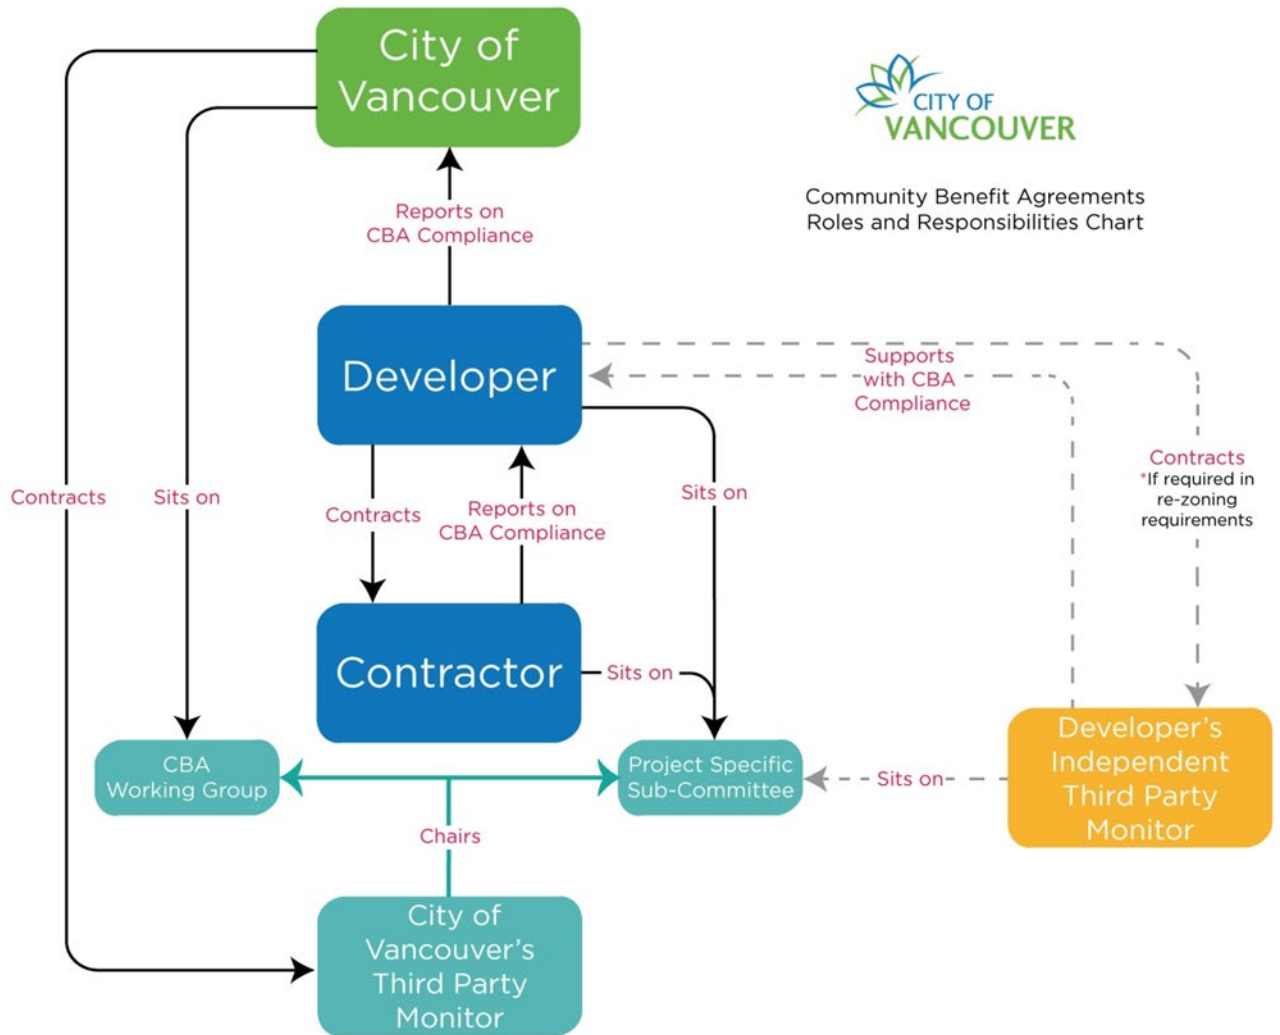 City of
Vancouver
CITY OF
VANCOUVER
Community Benefit Agreements
Roles and Responsibilities Chart
Reports on
CBA Compliance
Developer
Supports
with CBA
Compliance
Contracts
*If required in
re-zoning
requirements
Contracts
Sits on
Contracts
Reports on
CBA Compliance
Sits on
Contractor
Sits on
CBA
Working Group
Project Specific
Sub-Committee
Sits on
Developer's
Independent
Third Party
Monitor
Chairs
City of
Vancouver's
Third Party
Monitor